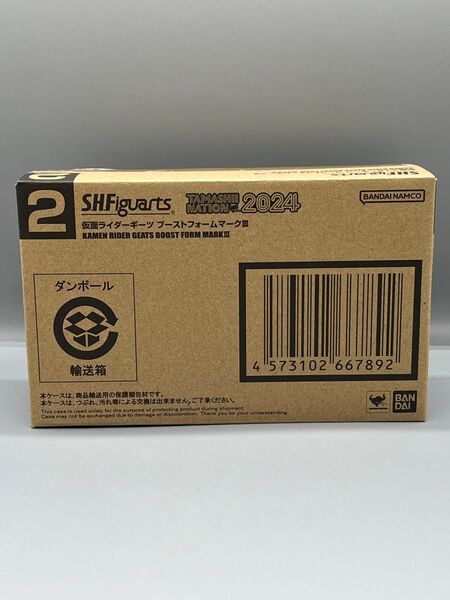 2
S.H.Figuarts
TAMASHII NATION 2024
BANDAI NAMCO
仮面ライダーギーツ ブーストフォームマークⅢ
KAMEN RIDER GEATS BOOST FORM MARKⅢ
ダンボール
輸送箱
4 573102 667892
本ケースは、商品輸送用の保護梱包材です。
本ケースは、つぶれ、汚れ等による交換は出来ません。ご了承ください。
This case is used solely for the purpose of protecting product during shipment.
Case may not be exchanged due to damage or discoloration. Thank you for your understanding.
BAN
DAI